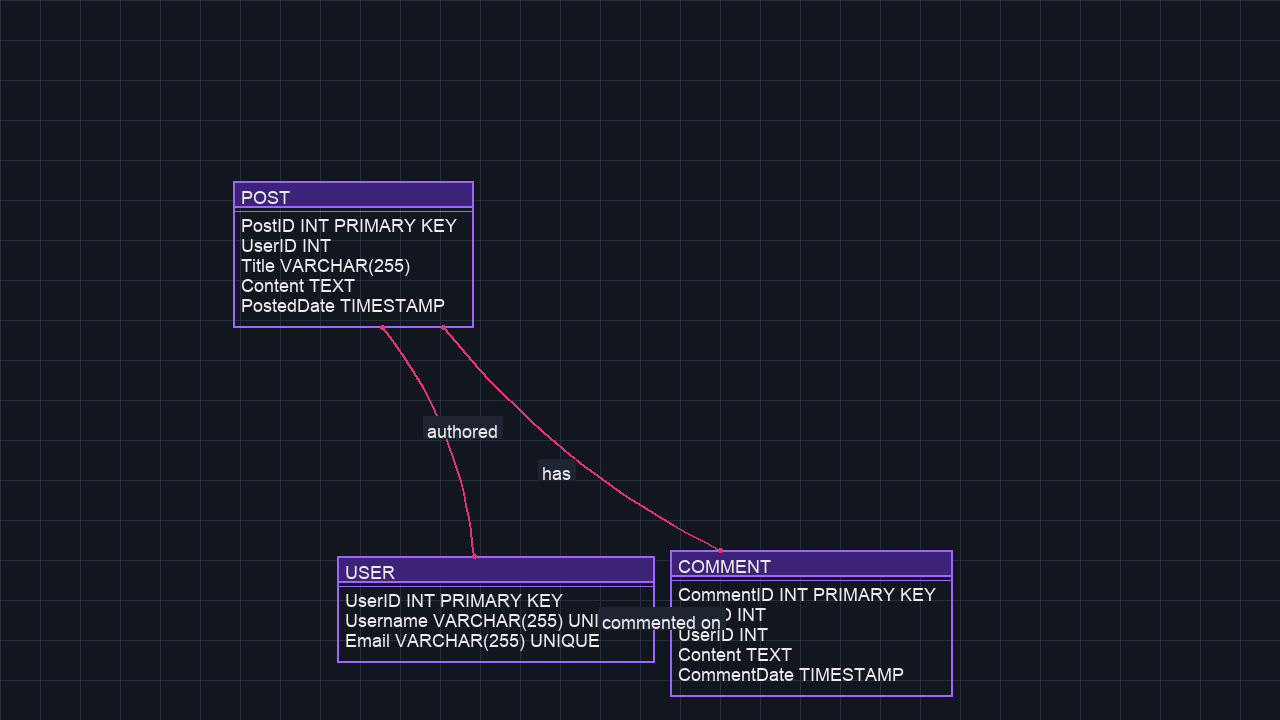 POST
PostID INT PRIMARY KEY
UserID INT
Title VARCHAR(255)
Content TEXT
PostedDate TIMESTAMP
authored
has
USER
UserID INT PRIMARY KEY
Username VARCHAR(255)
Email VARCHAR(255) UNIQUE
commented on
COMMENT
CommentID INT PRIMARY KEY
INT
UserID INT
Content TEXT
CommentDate TIMESTAMP